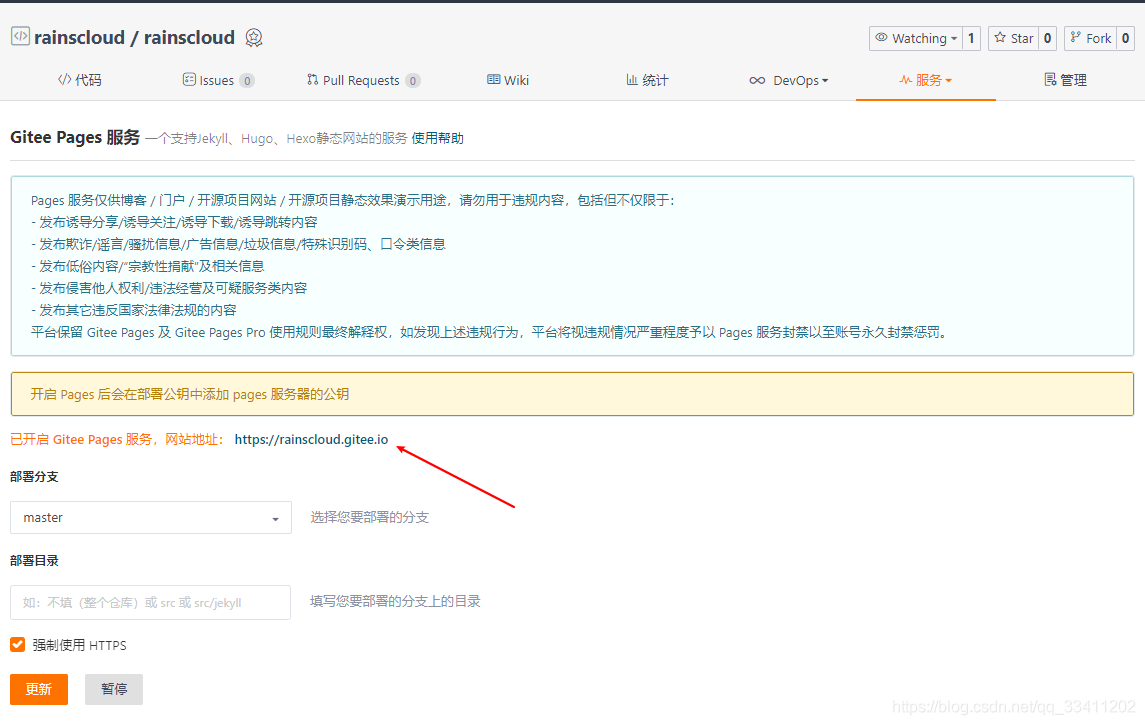 rainscloud / rainscloud
Watching 1 Star 0 Fork 0
代码 Issues 0 Pull Requests 0 Wiki 统计 DevOps 服务 管理
Gitee Pages 服务 一个支持Jekyll、Hugo、Hexo静态网站的服务 使用帮助
Pages 服务仅供博客 / 门户 / 开源项目网站 / 开源项目静态效果演示用途，请勿用于违规内容，包括但不仅限于：
- 发布诱导分享/诱导关注/诱导下载/诱导跳转内容
- 发布欺诈/谣言/骚扰信息/广告信息/垃圾信息/特殊识别码、口令类信息
- 发布低俗内容/“宗教性捐献”及相关信息
- 发布侵害他人权利/违法经营及可疑服务类内容
- 发布其它违反国家法律法规的内容
平台保留 Gitee Pages 及 Gitee Pages Pro 使用规则最终解释权，如发现上述违规行为，平台将视违规情况严重程度予以 Pages 服务封禁以至账号永久封禁惩罚。
开启 Pages 后会在部署公钥中添加 pages 服务器的公钥
已开启 Gitee Pages 服务，网站地址： https://rainscloud.gitee.io
部署分支
master 选择您要部署的分支
部署目录
如：不填（整个仓库）或 src 或 src/jekyll 填写您要部署的分支上的目录
强制使用 HTTPS
更新 暂停
https://blog.csdn.net/qq_33411202